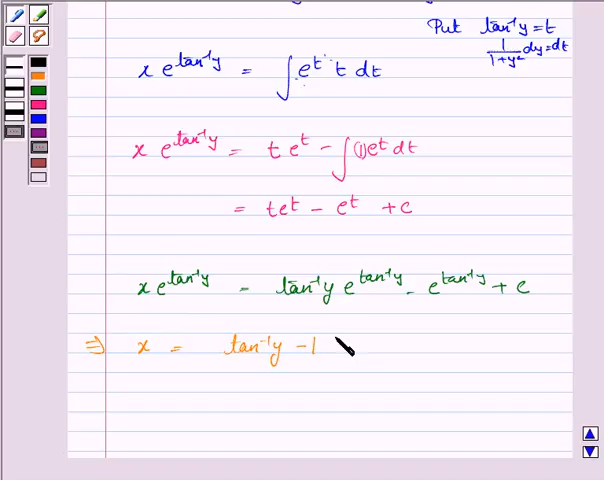 Put tan⁻¹y = t
1/(1+y²) dy = dt
x e^(tan⁻¹y) = ∫ e^t t dt
x e^(tan⁻¹y) = t e^t − ∫ (1) e^t dt
= te^t − e^t + c
x e^(tan⁻¹y) = tan⁻¹y e^(tan⁻¹y) − e^(tan⁻¹y) + c
⇒ x = tan⁻¹y − 1